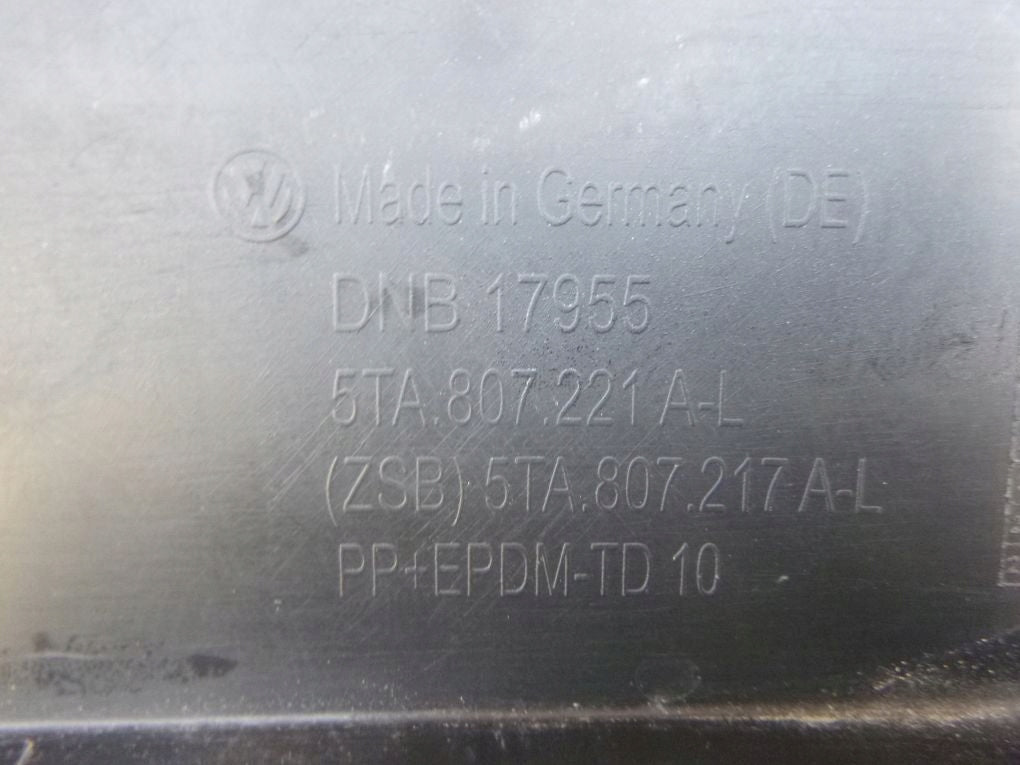 Made in Germany (DE)
DNB 17955
5TA.807.221 A-L
(ZSB) 5TA.807.217 A-L
PP+EPDM-TD 10